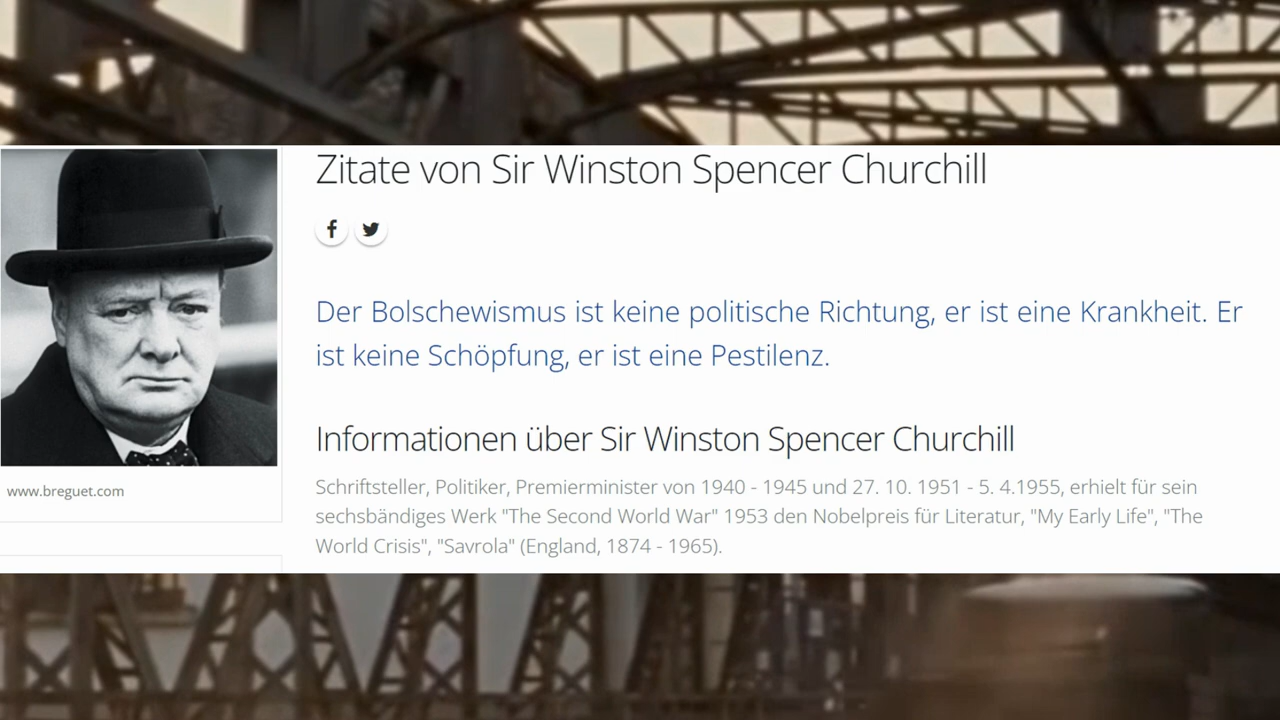 Zitate von Sir Winston Spencer Churchill
Der Bolschewismus ist keine politische Richtung, er ist eine Krankheit. Er
ist keine Schöpfung, er ist eine Pestilenz.
Informationen über Sir Winston Spencer Churchill
www.breguet.com
Schriftsteller, Politiker, Premierminister von 1940 - 1945 und 27. 10. 1951 - 5. 4.1955, erhielt für sein
sechsbändiges Werk "The Second World War" 1953 den Nobelpreis für Literatur, "My Early Life", "The
World Crisis", "Savrola" (England, 1874 - 1965).